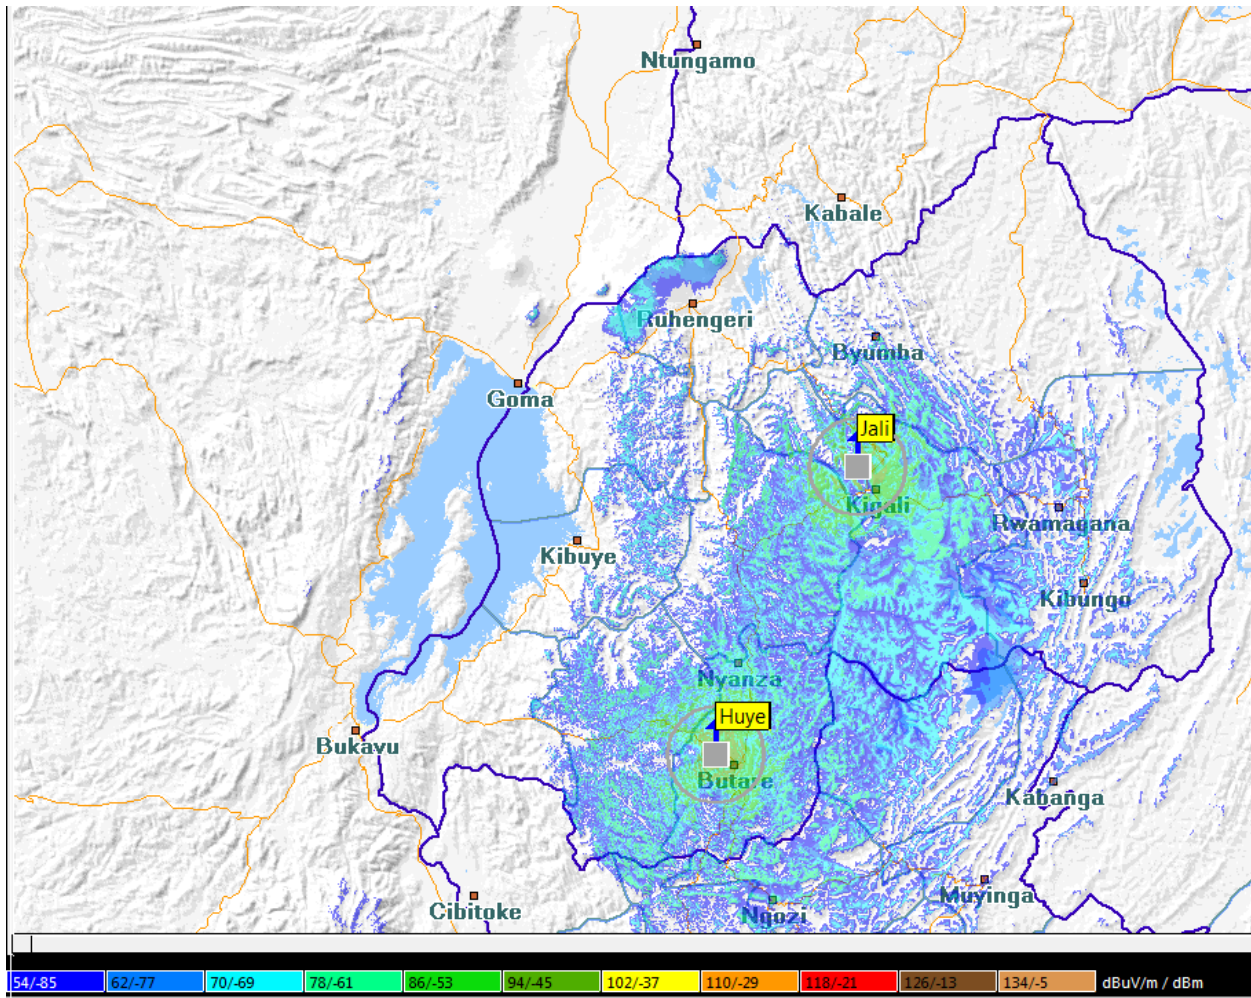 Ntungamo
Kabale
Ruhengeri
Byumba
Goma
Jali
Kigali
Rwamagana
Kibuye
Kibungo
Nyanza
Huye
Bukavu
Butare
Kabanga
Muyinga
Cibitoke
Ngozi
54/-85 62/-77 70/-69 78/-61 86/-53 94/-45 102/-37 110/-29 118/-21 126/-13 134/-5 dBuV/m / dBm